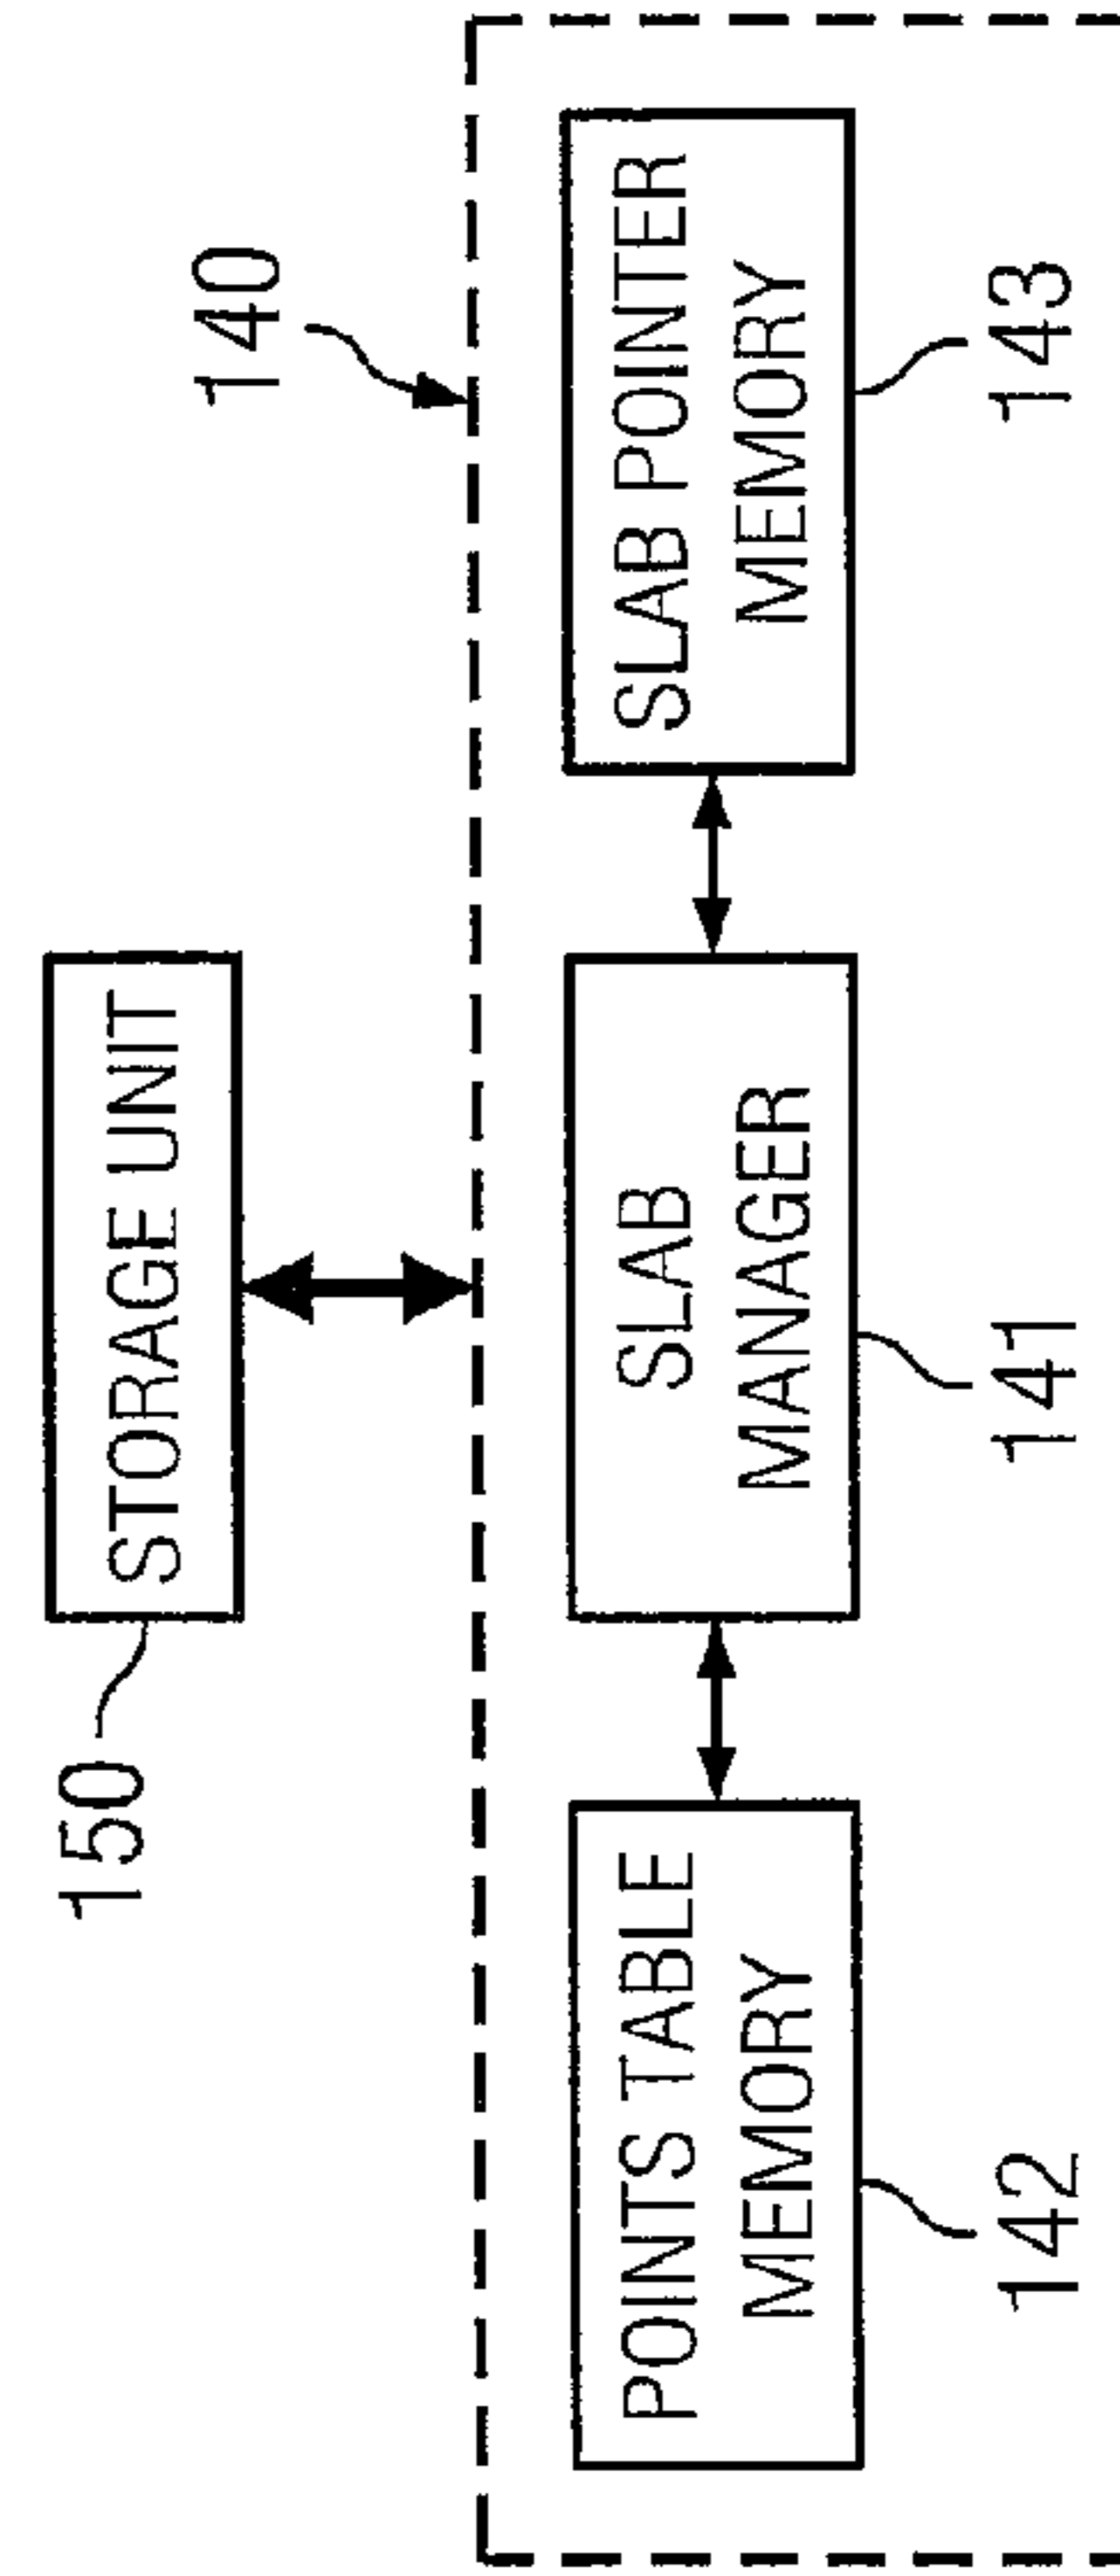 150
STORAGE UNIT
140
POINTS TABLE
MEMORY
142
SLAB
MANAGER
141
SLAB POINTER
MEMORY
143